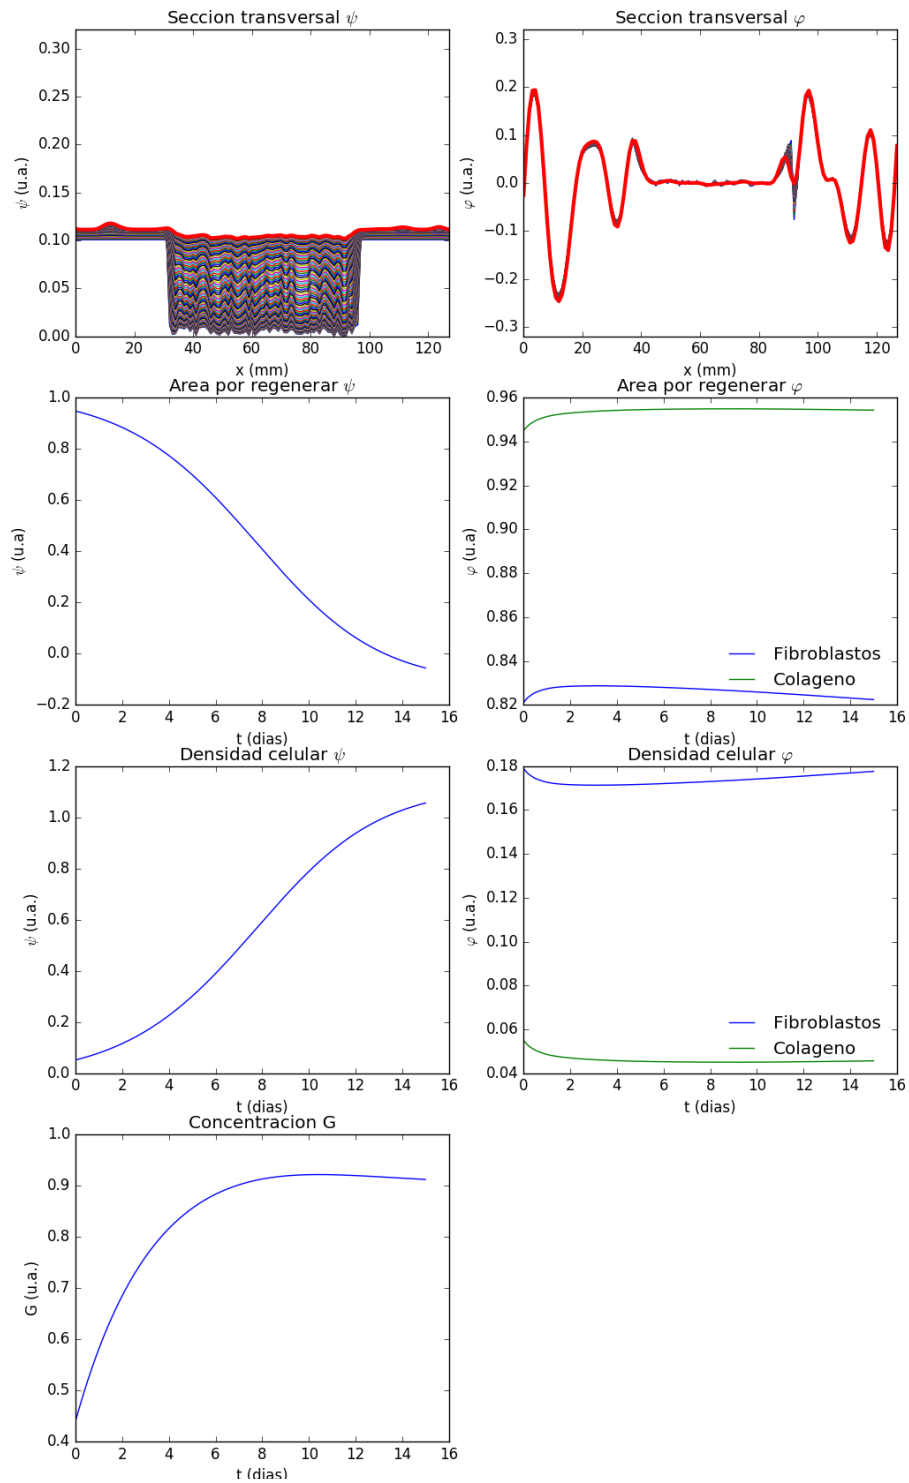 Seccion transversal ψ
0.30
0.25
0.20
0.15
0.10
0.05
0.00
ψ (u.a.)
0 20 40 60 80 100 120
x (mm)
Seccion transversal φ
0.3
0.2
0.1
0.0
−0.1
−0.2
−0.3
φ (u.a.)
0 20 40 60 80 100 120
x (mm)
Area por regenerar ψ
1.0
0.8
0.6
0.4
0.2
0.0
−0.2
ψ (u.a)
0 2 4 6 8 10 12 14 16
t (dias)
Area por regenerar φ
0.96
0.94
0.92
0.90
0.88
0.86
0.84
0.82
φ (u.a)
Fibroblastos
Colageno
0 2 4 6 8 10 12 14 16
t (dias)
Densidad celular ψ
1.2
1.0
0.8
0.6
0.4
0.2
0.0
ψ (u.a.)
0 2 4 6 8 10 12 14 16
t (dias)
Densidad celular φ
0.18
0.16
0.14
0.12
0.10
0.08
0.06
0.04
φ (u.a.)
Fibroblastos
Colageno
0 2 4 6 8 10 12 14 16
t (dias)
Concentracion G
1.0
0.9
0.8
0.7
0.6
0.5
0.4
G (u.a.)
0 2 4 6 8 10 12 14 16
t (dias)